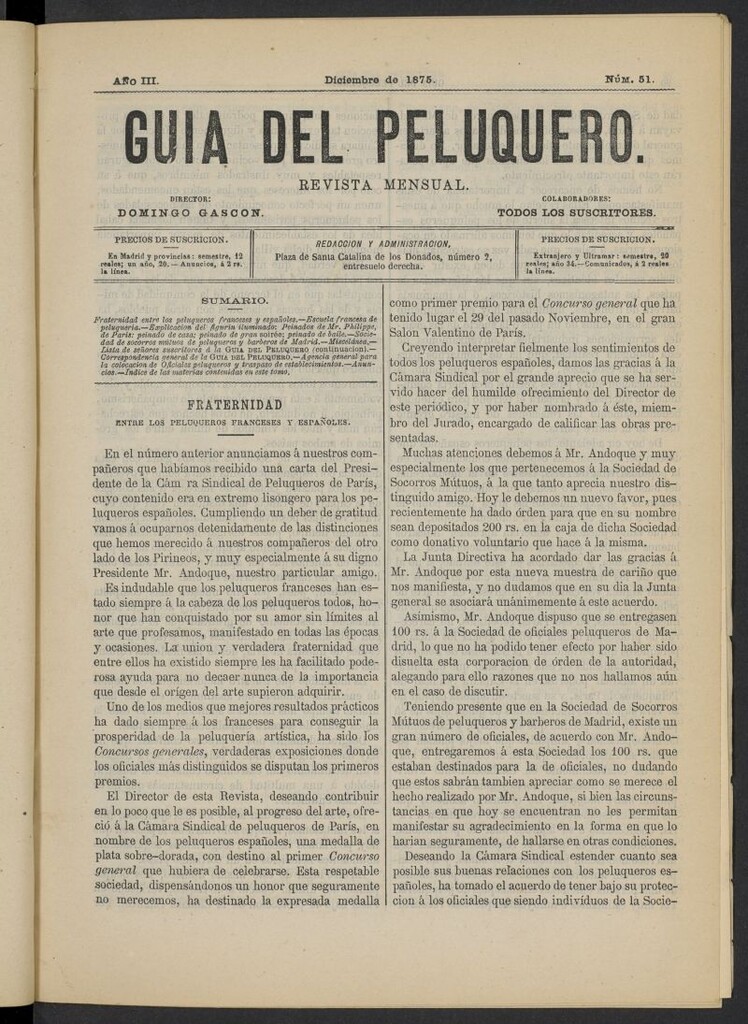 AÑO III.
Diciembre de 1875.
NÚM. 51.
GUIA DEL PELUQUERO.
REVISTA MENSUAL.
DIRECTOR:
DOMINGO GASCON.
COLABORADORES:
TODOS LOS SUSCRITORES.
PRECIOS DE SUSCRICION.
En Madrid y provincias: semestre, 12
reales; un año, 20.—Anuncios, á 2 rs.
la línea.
REDACCION Y ADMINISTRACION,
Plaza de Santa Catalina de los Donados, número 2,
entresuelo derecha.
PRECIOS DE SUSCRICION.
Extranjero y Ultramar: semestre, 20
reales; año 34.—Comunicados, á 2 reales
la línea.
SUMARIO.
Fraternidad entre los peluqueros franceses y españoles.—Escuela francesa de
peluquería.—Explicacion del figurin iluminado: Peinados de Mr. Philippe,
de París: peinado de casa; peinado de gran soirée; peinado de baile.—Socie-
dad de socorros mútuos de peluqueros y barberos de Madrid.—Miscelánea.—
Lista de señores suscritores á la GUIA DEL PELUQUERO (continuacion).—
Correspondencia general de la GUIA DEL PELUQUERO.—Agencia general para
la colocacion de Oficiales peluqueros y traspaso de establecimientos.—Anun-
cios.—Indice de las materias contenidas en este tomo.
FRATERNIDAD
ENTRE LOS PELUQUEROS FRANCESES Y ESPAÑOLES.
En el número anterior anunciamos á nuestros com-
pañeros que habíamos recibido una carta del Presi-
dente de la Cám ra Sindical de Peluqueros de París,
cuyo contenido era en extremo lisongero para los pe-
luqueros españoles. Cumpliendo un deber de gratitud
vamos á ocuparnos detenidamente de las distinciones
que hemos merecido á nuestros compañeros del otro
lado de los Pirineos, y muy especialmente á su digno
Presidente Mr. Andoque, nuestro particular amigo.
Es indudable que los peluqueros franceses han es-
tado siempre á la cabeza de los peluqueros todos, ho-
nor que han conquistado por su amor sin límites al
arte que profesamos, manifestado en todas las épocas
y ocasiones. La union y verdadera fraternidad que
entre ellos ha existido siempre les ha facilitado pode-
rosa ayuda para no decaer nunca de la importancia
que desde el orígen del arte supieron adquirir.
Uno de los medios que mejores resultados prácticos
ha dado siempre á los franceses para conseguir la
prosperidad de la peluquería artística, ha sido los
Concursos generales, verdaderas exposiciones donde
los oficiales más distinguidos se disputan los primeros
premios.
El Director de esta Revista, deseando contribuir
en lo poco que le es posible, al progreso del arte, ofre-
ció á la Cámara Sindical de peluqueros de París, en
nombre de los peluqueros españoles, una medalla de
plata sobre-dorada, con destino al primer Concurso
general que hubiera de celebrarse. Esta respetable
sociedad, dispensándonos un honor que seguramente
no merecemos, ha destinado la expresada medalla
como primer premio para el Concurso general que ha
tenido lugar el 29 del pasado Noviembre, en el gran
Salon Valentino de París.
Creyendo interpretar fielmente los sentimientos de
todos los peluqueros españoles, damos las gracias á la
Cámara Sindical por el grande aprecio que se ha ser-
vido hacer del humilde ofrecimiento del Director de
este periódico, y por haber nombrado á éste, miem-
bro del Jurado, encargado de calificar las obras pre-
sentadas.
Muchas atenciones debemos á Mr. Andoque y muy
especialmente los que pertenecemos á la Sociedad de
Socorros Mútuos, á la que tanto aprecia nuestro dis-
tinguido amigo. Hoy le debemos un nuevo favor, pues
recientemente ha dado órden para que en su nombre
sean depositados 200 rs. en la caja de dicha Sociedad
como donativo voluntario que hace á la misma.
La Junta Directiva ha acordado dar las gracias á
Mr. Andoque por esta nueva muestra de cariño que
nos manifiesta, y no dudamos que en su dia la Junta
general se asociará unánimemente á este acuerdo.
Asimismo, Mr. Andoque dispuso que se entregasen
100 rs. á la Sociedad de oficiales peluqueros de Ma-
drid, lo que no ha podido tener efecto por haber sido
disuelta esta corporacion de órden de la autoridad,
alegando para ello razones que no nos hallamos aún
en el caso de discutir.
Teniendo presente que en la Sociedad de Socorros
Mútuos de peluqueros y barberos de Madrid, existe un
gran número de oficiales, de acuerdo con Mr. Ando-
que, entregaremos á esta Sociedad los 100 rs. que
estaban destinados para la de oficiales, no dudando
que estos sabrán tambien apreciar como se merece el
hecho realizado por Mr. Andoque, si bien las circuns-
tancias en que hoy se encuentran no les permitan
manifestar su agradecimiento en la forma en que lo
harian seguramente, de hallarse en otras condiciones.
Deseando la Cámara Sindical estender cuanto sea
posible sus buenas relaciones con los peluqueros es-
pañoles, ha tomado el acuerdo de tener bajo su protec-
cion á los oficiales que siendo indivíduos de la Socie-